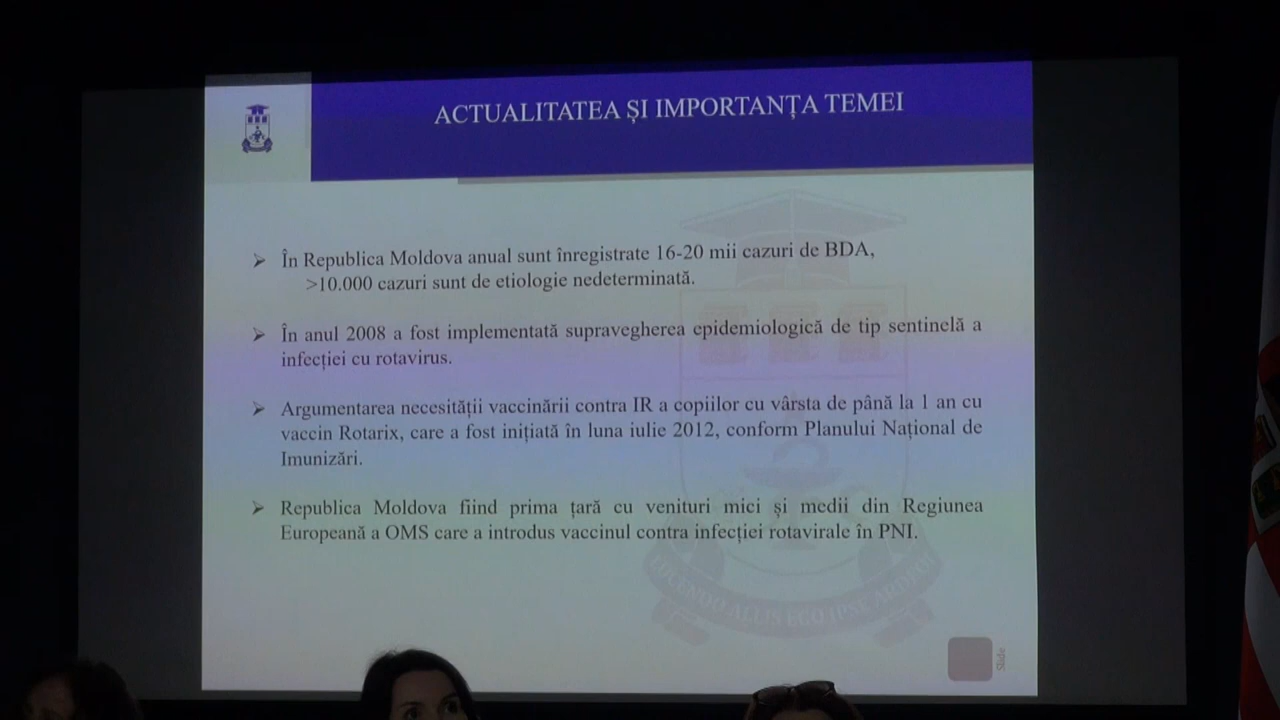 ACTUALITATEA ȘI IMPORTANȚA TEMEI
➢ În Republica Moldova anual sunt înregistrate 16-20 mii cazuri de BDA,
>10.000 cazuri sunt de etiologie nedeterminată.
➢ În anul 2008 a fost implementată supravegherea epidemiologică de tip sentinelă a
infecției cu rotavirus.
➢ Argumentarea necesității vaccinării contra IR a copiilor cu vârsta de până la 1 an cu
vaccin Rotarix, care a fost inițiată în luna iulie 2012, conform Planului Național de
Imunizări.
➢ Republica Moldova fiind prima țară cu venituri mici și medii din Regiunea
Europeană a OMS care a introdus vaccinul contra infecției rotavirale în PNI.
ALIIS EGO IPSE
Slide